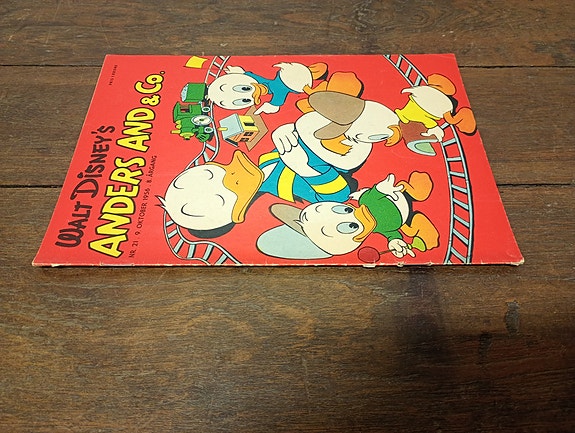 WALT DISNEY'S
ANDERS AND & Co.
NR. 21 · 9. OKTOBER 1956 · 8. ÅRGANG